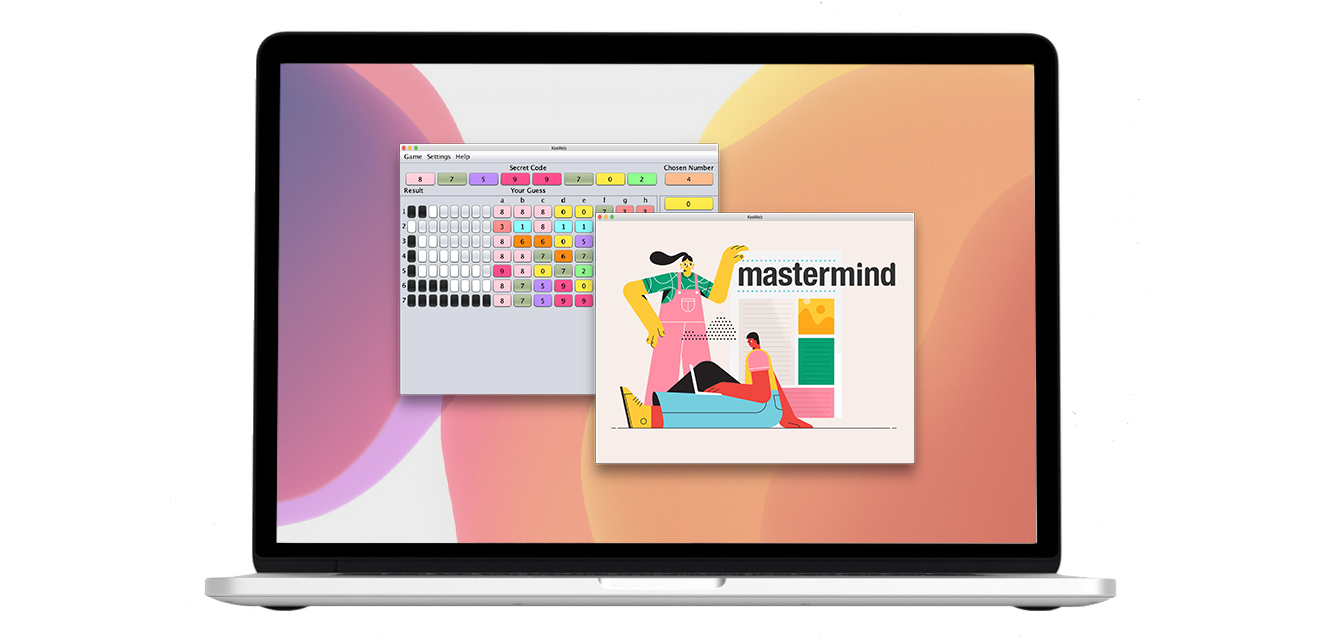 KooNeis
Game Settings Help
Secret Code Chosen Number
8 7 5 9 9 7 0 2 4
Result Your Guess
0
a b c d e f g h
1 8 8 8 0 0 7 3 3
2 3 1 8 1 1
3 8 6 6 0 5
4 8 8 7 6 7
5 9 8 0 7 2
6 8 7 5 9 0
7 8 7 5 9 9
mastermind